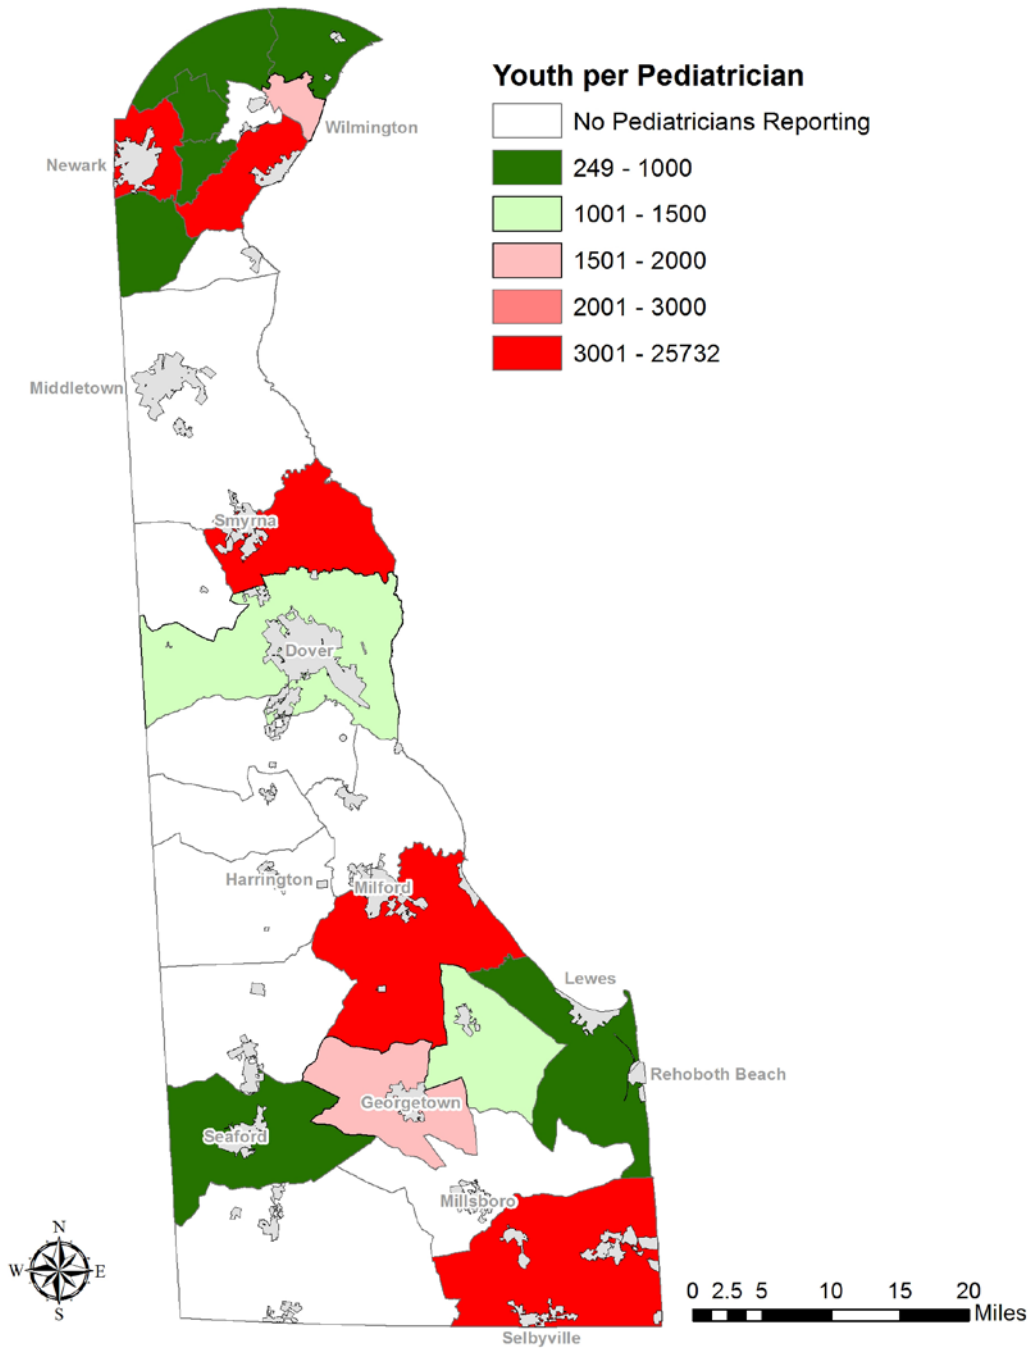 Youth per Pediatrician
No Pediatricians Reporting
249 - 1000
1001 - 1500
1501 - 2000
2001 - 3000
3001 - 25732
Wilmington
Newark
Middletown
Smyrna
Dover
Harrington
Milford
Lewes
Rehoboth Beach
Georgetown
Seaford
Millsboro
Selbyville
N
W E
S
0 2.5 5 10 15 20
Miles